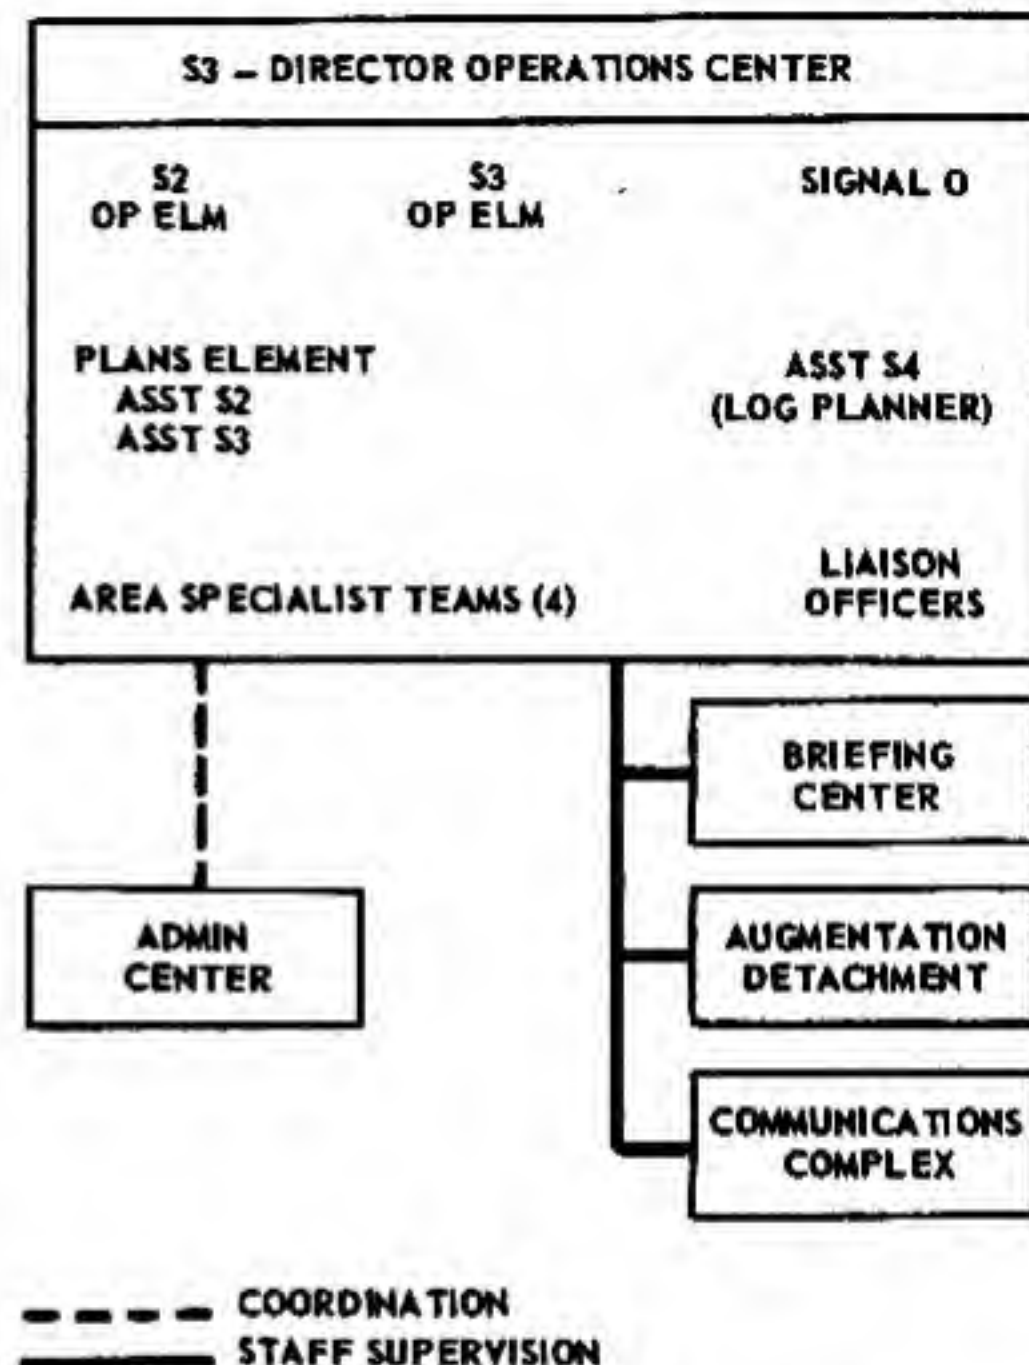 S3 – DIRECTOR OPERATIONS CENTER
S2
OP ELM
S3
OP ELM
SIGNAL O
PLANS ELEMENT
ASST S2
ASST S3
ASST S4
(LOG PLANNER)
AREA SPECIALIST TEAMS (4)
LIAISON
OFFICERS
BRIEFING
CENTER
ADMIN
CENTER
AUGMENTATION
DETACHMENT
COMMUNICATIONS
COMPLEX
COORDINATION
STAFF SUPERVISION